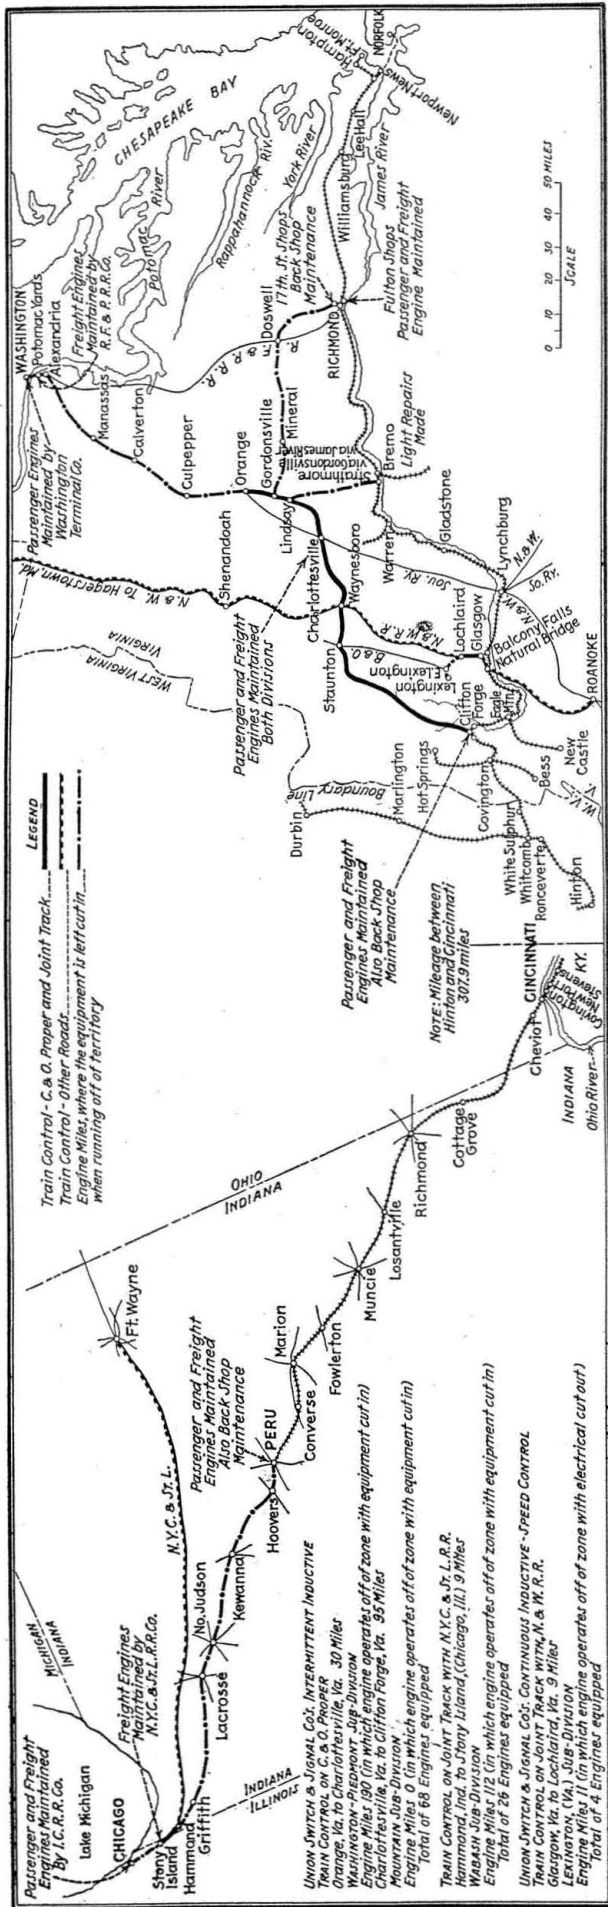 LEGEND
Train Control - C. & O. Proper and Joint Track
Train Control - Other Roads
Engine Miles, where the equipment is left cut in
when running off of territory
Passenger and Freight
Engines Maintained
By I.C.R.R.Co.
Lake Michigan
CHICAGO
Stony
Island
Hammond
Griffith
MICHIGAN
INDIANA
INDIANA
ILLINOIS
Freight Engines
Maintained by
N.Y.C.&St.L.R.R.Co.
N.Y.C. & St. L.
Ft. Wayne
Lacrosse
No. Judson
Kewanna
Hoovers
PERU
Passenger and Freight
Engines Maintained
Also Back Shop
Maintenance
Converse
Marion
Fowlerton
Muncie
Losantville
OHIO
INDIANA
Richmond
Cottage
Grove
Cheviot
CINCINNATI
Covington
Newport
Stevens
KY.
INDIANA
Ohio River
NOTE: Mileage between
Hinton and Cincinnati
307.9 miles
UNION SWITCH & SIGNAL CO'S. INTERMITTENT INDUCTIVE
TRAIN CONTROL ON C. & O. PROPER
Orange, Va. to Charlottesville, Va. 30 Miles
WASHINGTON-PIEDMONT SUB-DIVISION
Engine Miles 190 (in which engine operates off of zone with equipment cut in)
Charlottesville, Va. to Clifton Forge, Va. 95 Miles
MOUNTAIN SUB-DIVISION
Engine Miles 0 (in which engine operates off of zone with equipment cut in)
Total of 68 Engines equipped
TRAIN CONTROL ON JOINT TRACK WITH N.Y.C. & ST. L.R.R.
Hammond, Ind. to Stony Island, (Chicago, Ill.) 9 Miles
WABASH SUB-DIVISION
Engine Miles 112 (in which engine operates off of zone with equipment cut in)
Total of 26 Engines equipped
UNION SWITCH & SIGNAL CO'S. CONTINUOUS INDUCTIVE-SPEED CONTROL
TRAIN CONTROL ON JOINT TRACK WITH, N. & W. R.R.
Glasgow, Va. to Lochlaird, Va. 9 Miles
LEXINGTON, (VA.) SUB-DIVISION
Engine Miles 11 (in which engine operates off of zone with electrical cut out)
Total of 4 Engines equipped
Passenger Engines
Maintained by
Washington
Terminal Co.
WASHINGTON
Potomac Yards
Alexandria
Freight Engines
Maintained by
R.F. & P.R.R.Co.
Manassas
Calverton
Culpepper
Orange
Gordonsville
Lindsay
Mineral
Doswell
R. F. & P. R. R.
Strathmore
via Gordonsville
via James River
CHESAPEAKE BAY
Potomac
River
Rappahannock Riv.
York River
James River
17th. St. Shops
Back Shop
Maintenance
RICHMOND
Fulton Shops
Passenger and Freight
Engine Maintained
Williamsburg
Lee Hall
Newport News
Hampton
Ft. Monroe
NORFOLK
0 10 20 30 40 50 MILES
SCALE
Bremo
Light Repairs
Made
Warren
Gladstone
Lynchburg
N. & W.
So. Ry.
Sou. Ry.
N. & W.
N. & W. To Hagerstown, Md.
Shenandoah
VIRGINIA
WEST VIRGINIA
Passenger and Freight
Engines Maintained
Both Divisions
Charlottesville
Waynesboro
Staunton
N. & W. R. R.
B. & O.
Lexington
E. Lexington
Lochlaird
Glasgow
Balcony Falls
Natural Bridge
ROANOKE
Clifton
Forge
Eagle
Mtn.
New
Castle
Bess
Covington
Hot Springs
Marlington
Durbin
Boundary Line
W. V.
V.
White Sulphur
Whitcomb
Ronceverte
Hinton
Passenger and Freight
Engines Maintained
Also Back Shop
Maintenance